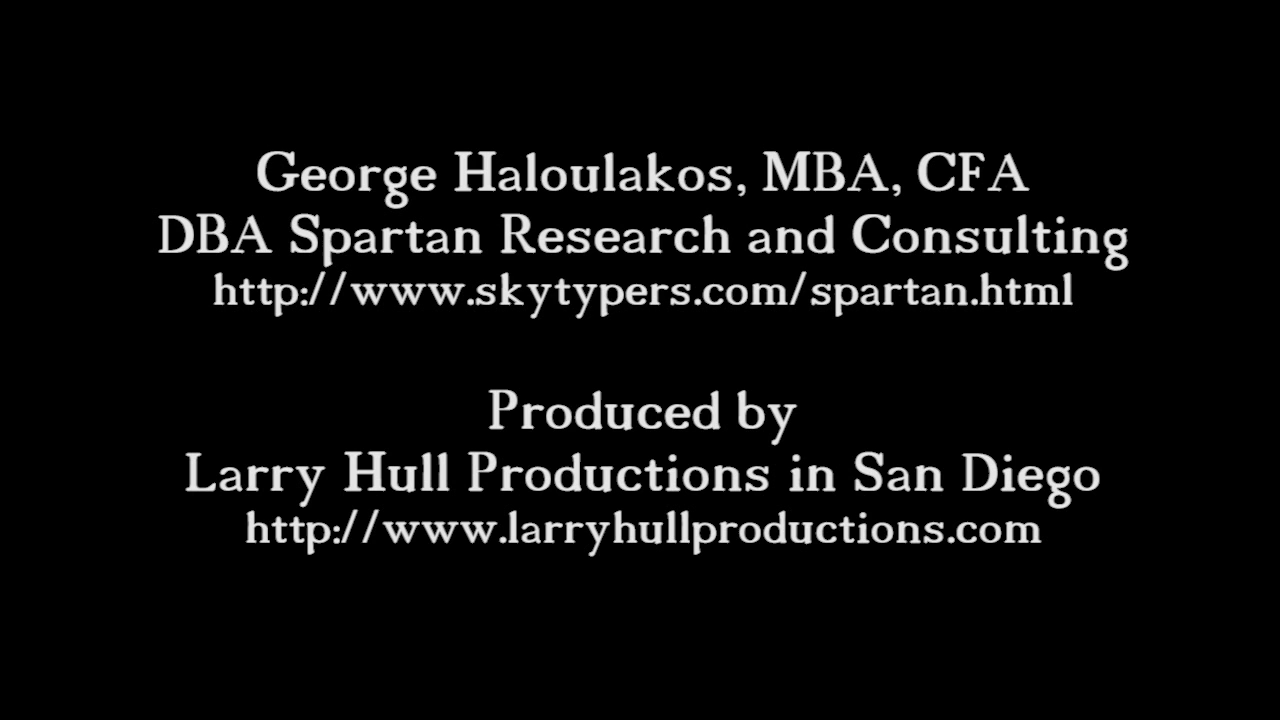 George Haloulakos, MBA, CFA
DBA Spartan Research and Consulting
http://www.skytypers.com/spartan.html
Produced by
Larry Hull Productions in San Diego
http://www.larryhullproductions.com